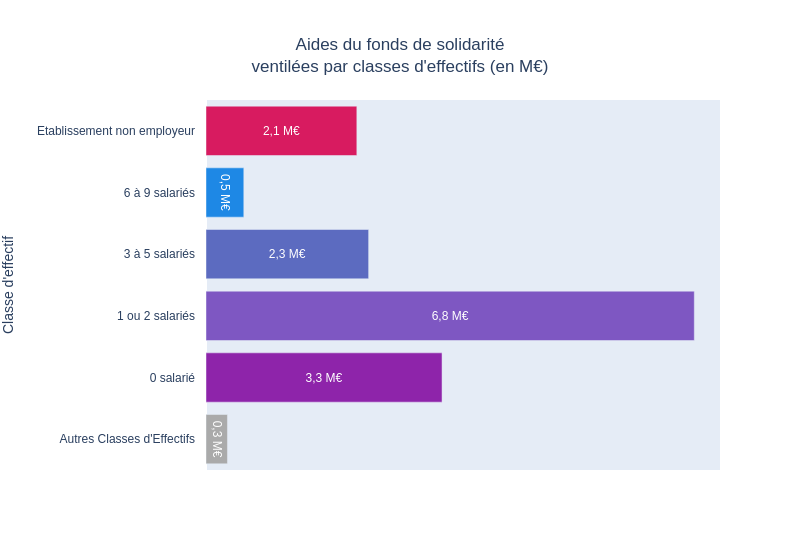 Aides du fonds de solidarité
ventilées par classes d'effectifs (en M€)
Classe d'effectif
Etablissement non employeur
2,1 M€
6 à 9 salariés
0,5 M€
3 à 5 salariés
2,3 M€
1 ou 2 salariés
6,8 M€
0 salarié
3,3 M€
Autres Classes d'Effectifs
0,3 M€